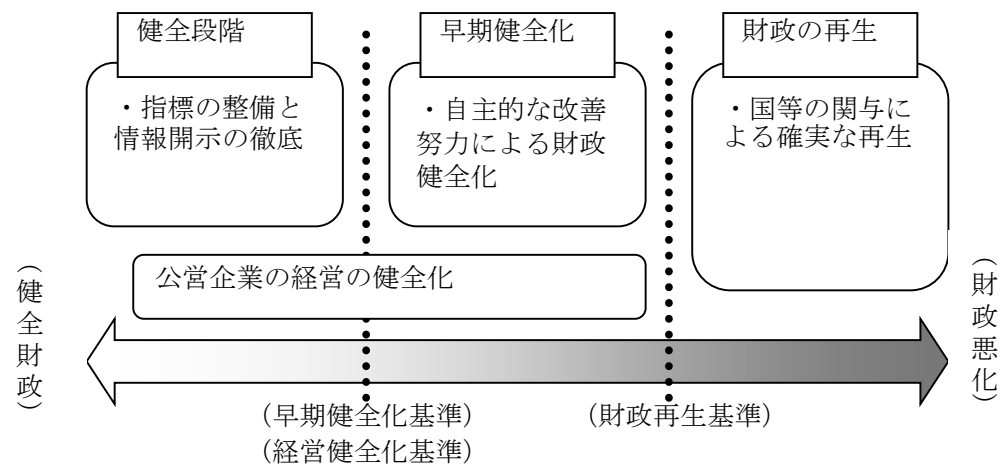 健全段階
早期健全化
財政の再生
・指標の整備と
情報開示の徹底
・自主的な改善
努力による財政
健全化
・国等の関与に
よる確実な再生
公営企業の経営の健全化
（健全財政）
（財政悪化）
（早期健全化基準）
（経営健全化基準）
（財政再生基準）